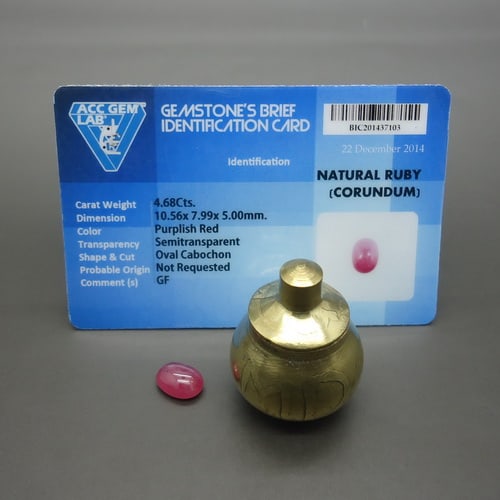 ACC GEM
LAB
GEMSTONE'S BRIEF
IDENTIFICATION CARD
BIC201437103
22 December 2014
Identification
NATURAL RUBY
(CORUNDUM)
Carat Weight 4.68Cts.
Dimension 10.56x 7.99x 5.00mm.
Color Purplish Red
Transparency Semitransparent
Shape & Cut Oval Cabochon
Probable Origin Not Requested
Comment (s) GF